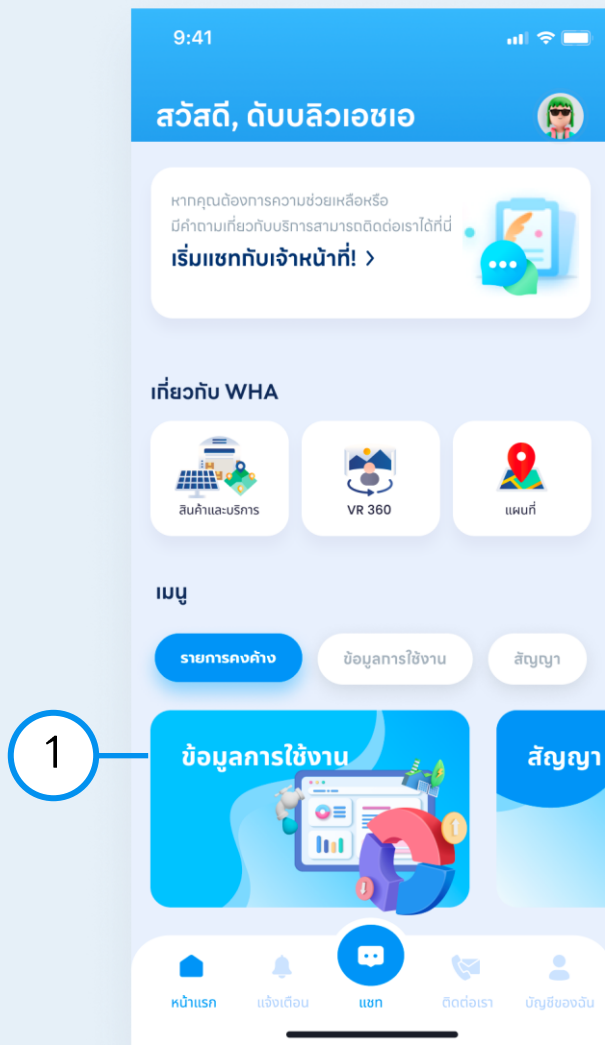 9:41
สวัสดี, ดับบลิวเอชเอ
หากคุณต้องการความช่วยเหลือหรือ
มีคำถามเกี่ยวกับบริการสามารถติดต่อเราได้ที่นี่
เริ่มแชทกับเจ้าหน้าที่! >
เกี่ยวกับ WHA
สินค้าและบริการ
VR 360
แผนที่
เมนู
รายการคงค้าง
ข้อมูลการใช้งาน
สัญญา
1
ข้อมูลการใช้งาน
สัญญา
หน้าแรก
แจ้งเตือน
แชท
ติดต่อเรา
บัญชีของฉัน